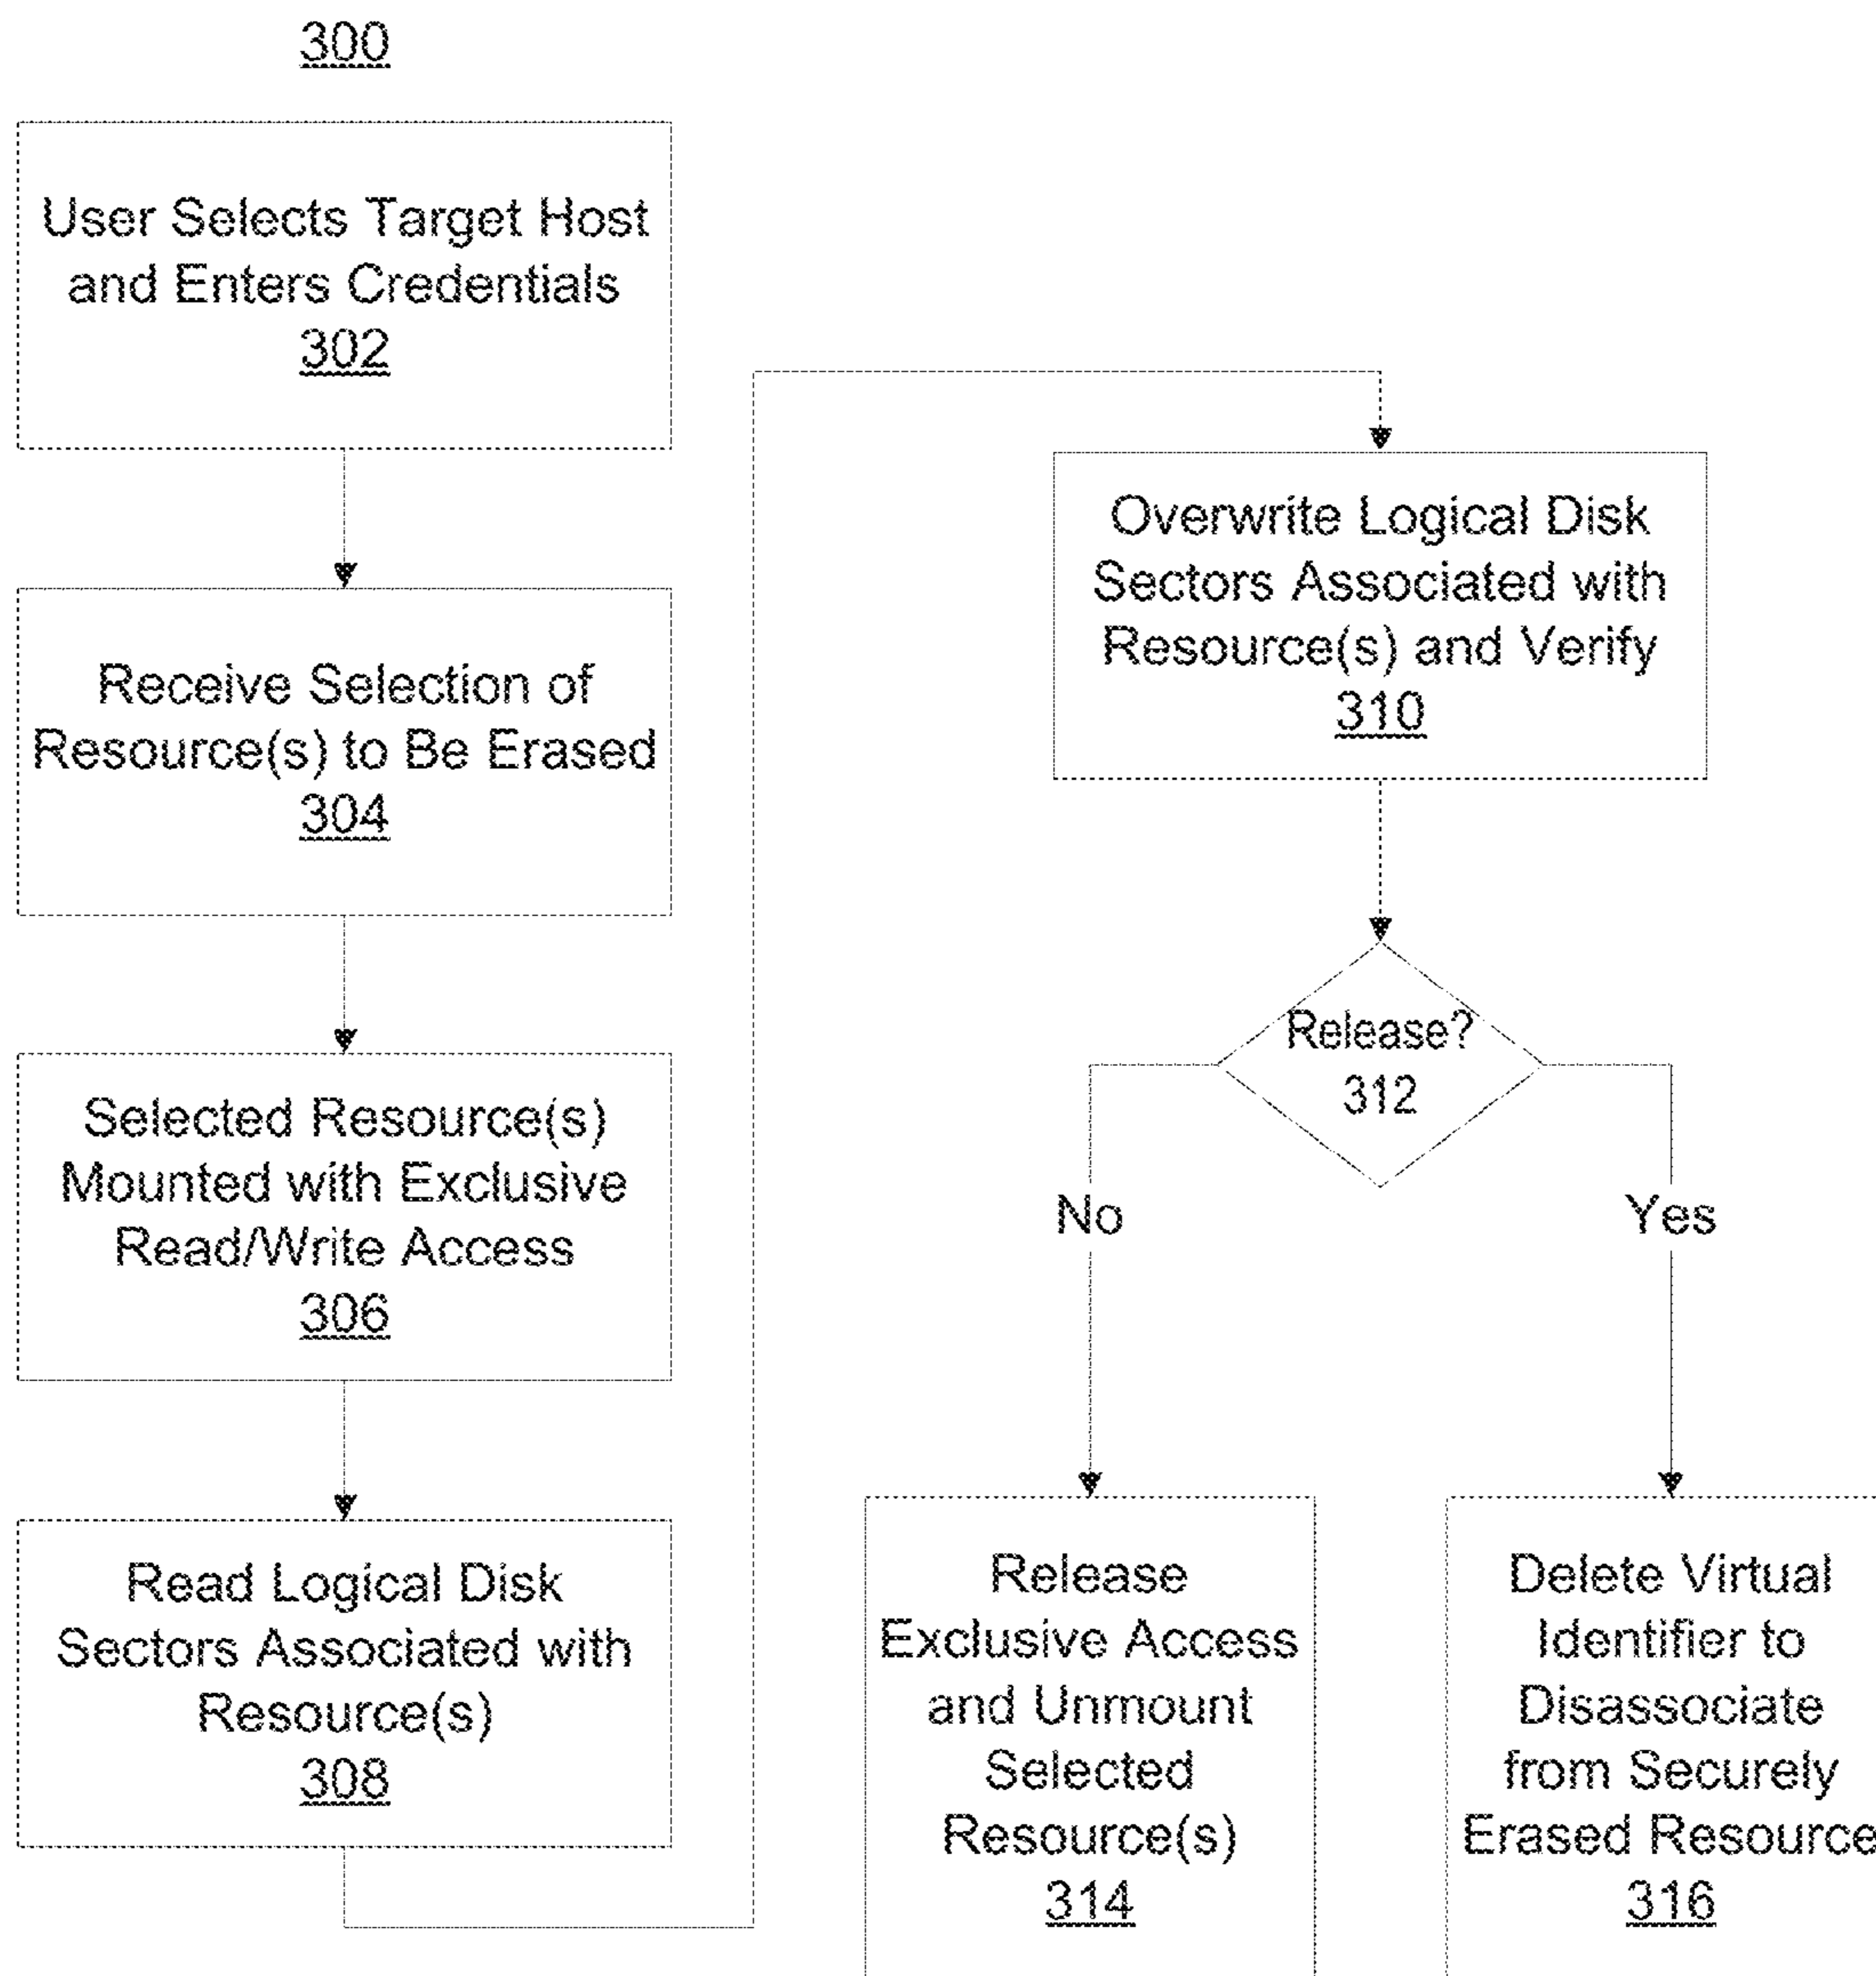 300
User Selects Target Host
and Enters Credentials
302
Receive Selection of
Resource(s) to Be Erased
304
Selected Resource(s)
Mounted with Exclusive
Read/Write Access
306
Read Logical Disk
Sectors Associated with
Resource(s)
308
Overwrite Logical Disk
Sectors Associated with
Resource(s) and Verify
310
Release?
312
No
Yes
Release
Exclusive Access
and Unmount
Selected
Resource(s)
314
Delete Virtual
Identifier to
Disassociate
from Securely
Erased Resource
316